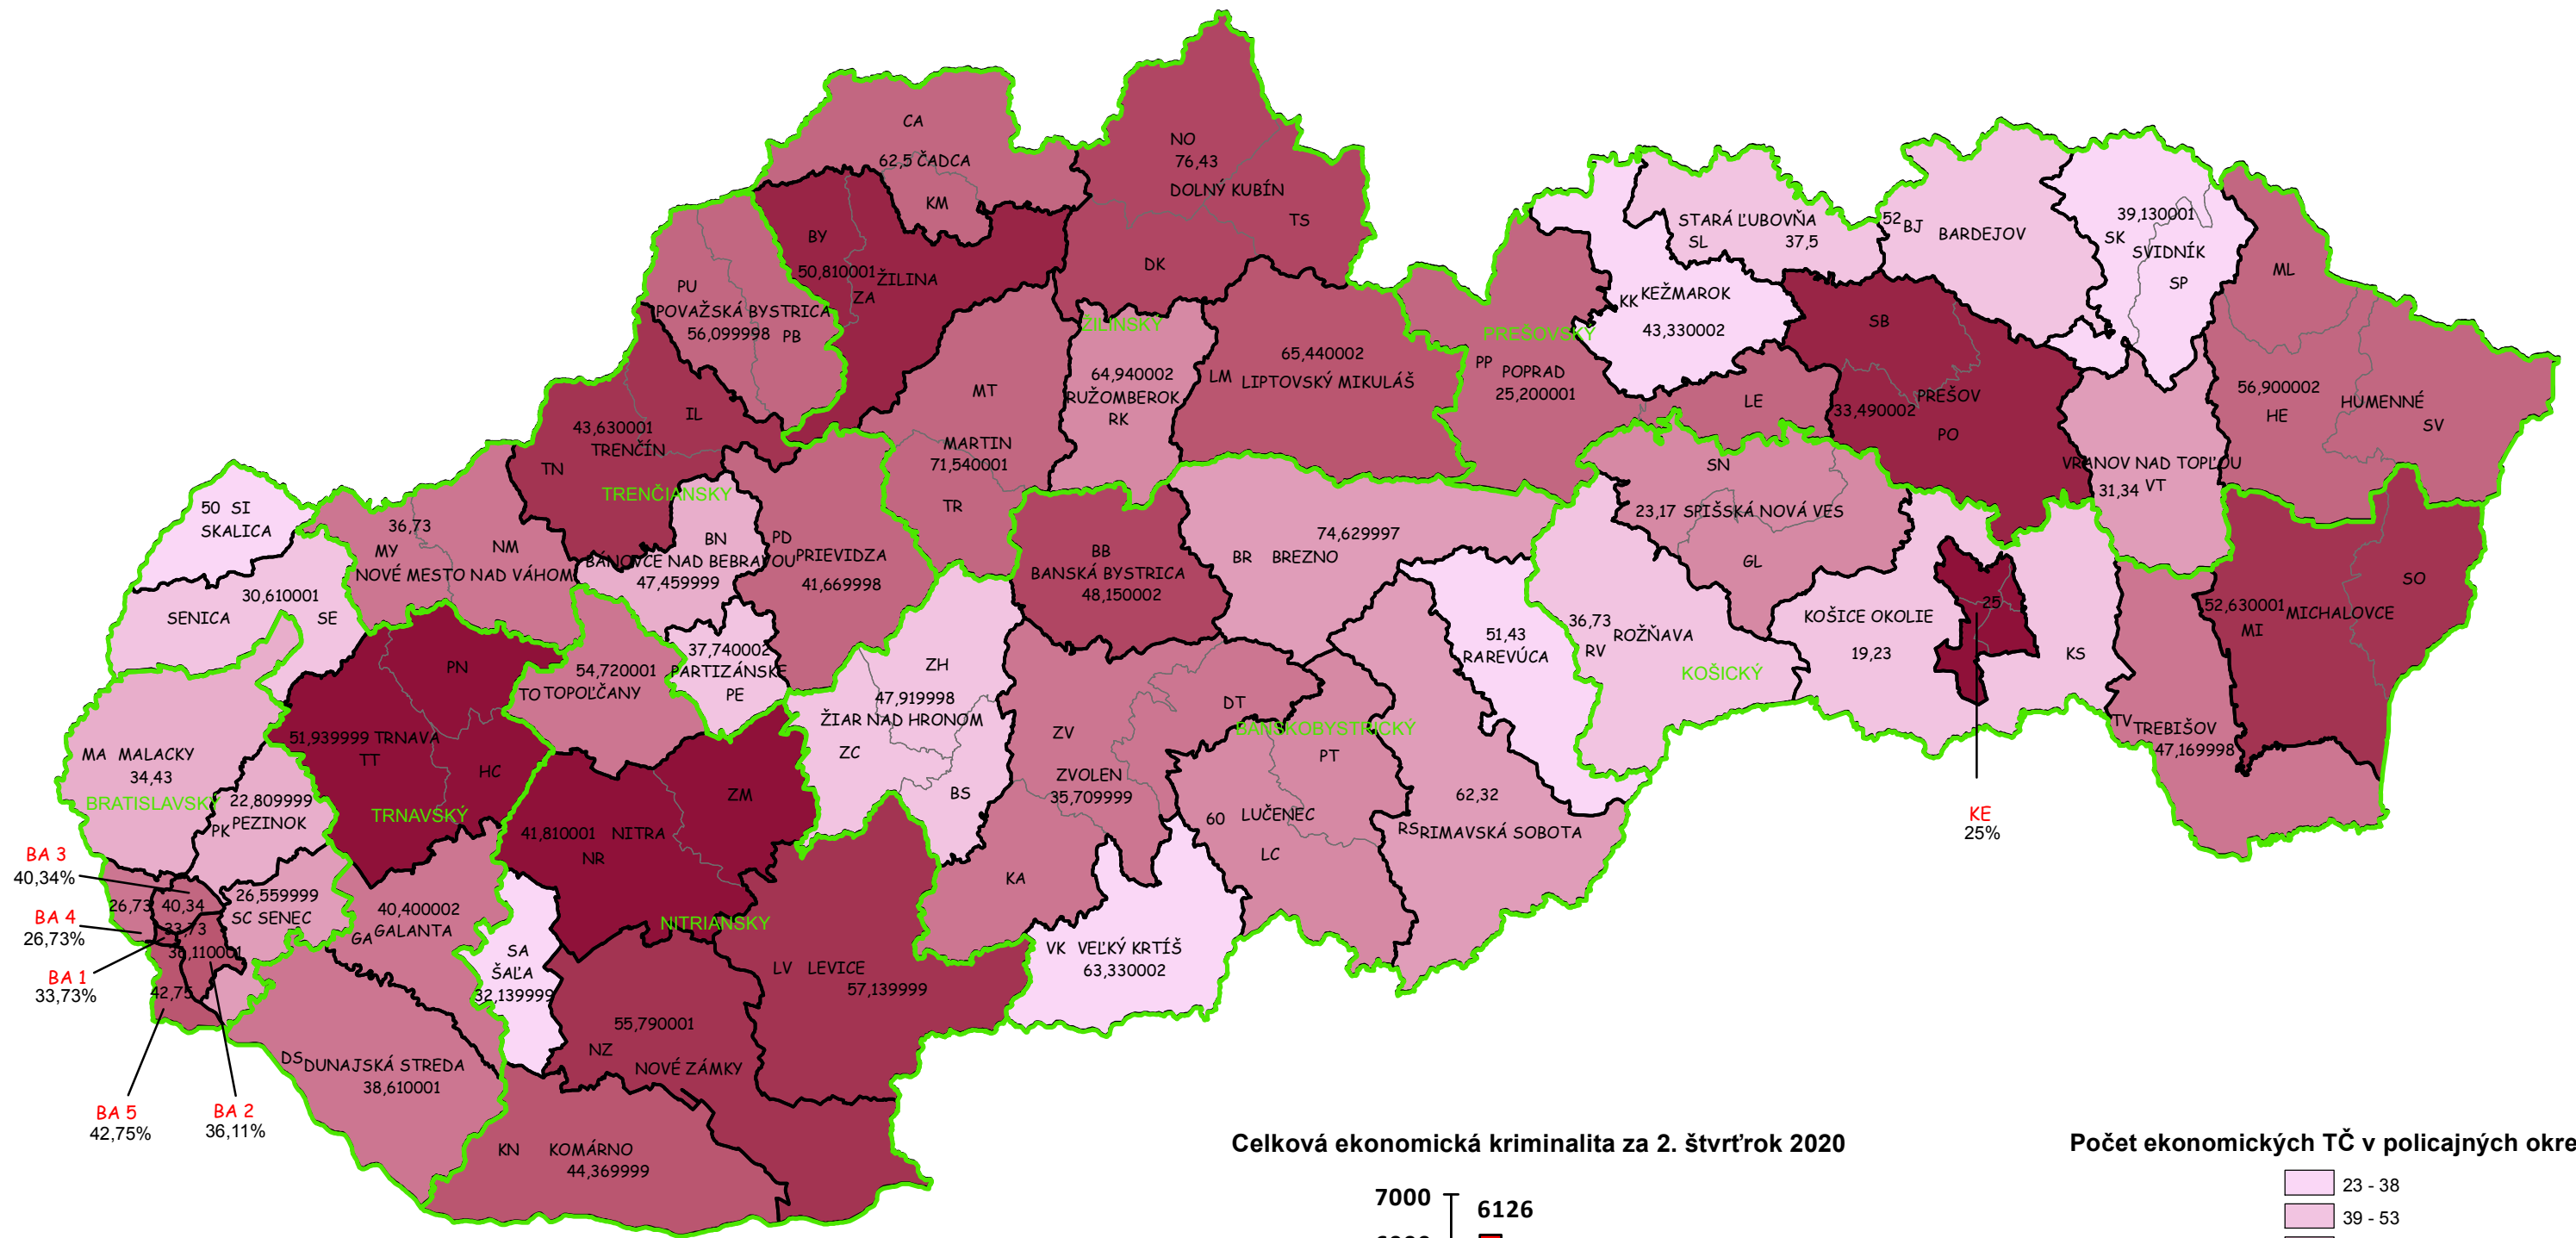 CA
62,5 ČADCA
KM
NO
76,43
DOLNÝ KUBÍN
TS
DK
BY
50,810001 ŽILINA
ZA
PU
POVAŽSKÁ BYSTRICA
56,099998 PB
ŽILINSKÝ
MT
MARTIN
71,540001
TR
64,940002
RUŽOMBEROK
RK
65,440002
LM LIPTOVSKÝ MIKULÁŠ
PREŠOVSKÝ
PP
POPRAD
25,200001
LE
KK KEŽMAROK
43,330002
STARÁ ĽUBOVŇA
SL 37,5
52 BJ BARDEJOV
39,130001
SK
SVIDNÍK
SP
ML
56,900002
HUMENNÉ
HE
SV
SB
33,490002 PREŠOV
PO
VRANOV NAD TOPĽOU
31,34 VT
IL
43,630001
TRENČÍN
TN
TRENČIANSKY
50 SI
SKALICA
30,610001
SENICA SE
36,73
MY NM
NOVÉ MESTO NAD VÁHOM
BN
BÁNOVCE NAD BEBRAVOU
47,459999
PD
PRIEVIDZA
41,669998
37,740002
PARTIZÁNSKE
PE
54,720001
TO TOPOĽČANY
PN
51,939999 TRNAVA
TT
HC
TRNAVSKÝ
MA MALACKY
34,43
BRATISLAVSKÝ
22,809999
PK PEZINOK
26,559999
SC SENEC
BA 3
40,34%
BA 4
26,73%
BA 1
33,73%
BA 5
42,75%
BA 2
36,11%
26,73
40,34
33,73
36,110001
42,75
40,400002
GA GALANTA
DS DUNAJSKÁ STREDA
38,610001
SA
ŠAĽA
32,139999
41,810001 NITRA
NR
ZM
NITRIANSKY
55,790001
NZ
NOVÉ ZÁMKY
KN KOMÁRNO
44,369999
LV LEVICE
57,139999
ZH
47,919998
ŽIAR NAD HRONOM
ZC
BS
BB
BANSKÁ BYSTRICA
48,150002
74,629997
BR BREZNO
DT
ZV
ZVOLEN
35,709999
KA
BANSKOBYSTRICKÝ
PT
60 LUČENEC
LC
VK VEĽKÝ KRTÍŠ
63,330002
62,32
RS RIMAVSKÁ SOBOTA
51,43
RAREVÚCA
36,73
ROŽŇAVA
RV
KOŠICKÝ
SN
23,17 SPIŠSKÁ NOVÁ VES
GL
KOŠICE OKOLIE
19,23
KS
25
KE
25%
52,630001 MICHALOVCE
MI
SO
TV TREBIŠOV
47,169998
Celková ekonomická kriminalita za 2. štvrťrok 2020
7000
6126
Počet ekonomických TČ v policajných okre
23 - 38
39 - 53